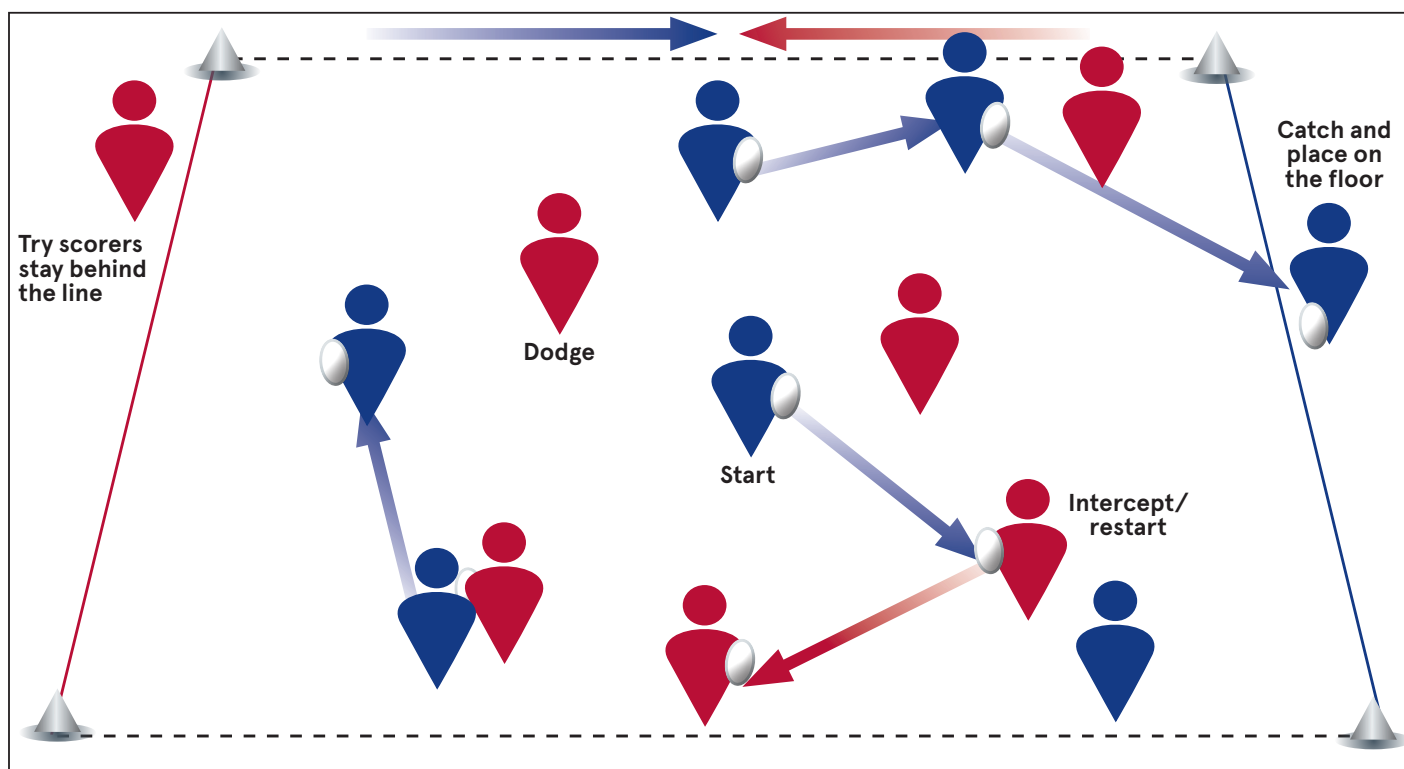 Try scorers
stay behind
the line
Dodge
Start
Intercept/
restart
Catch and
place on
the floor